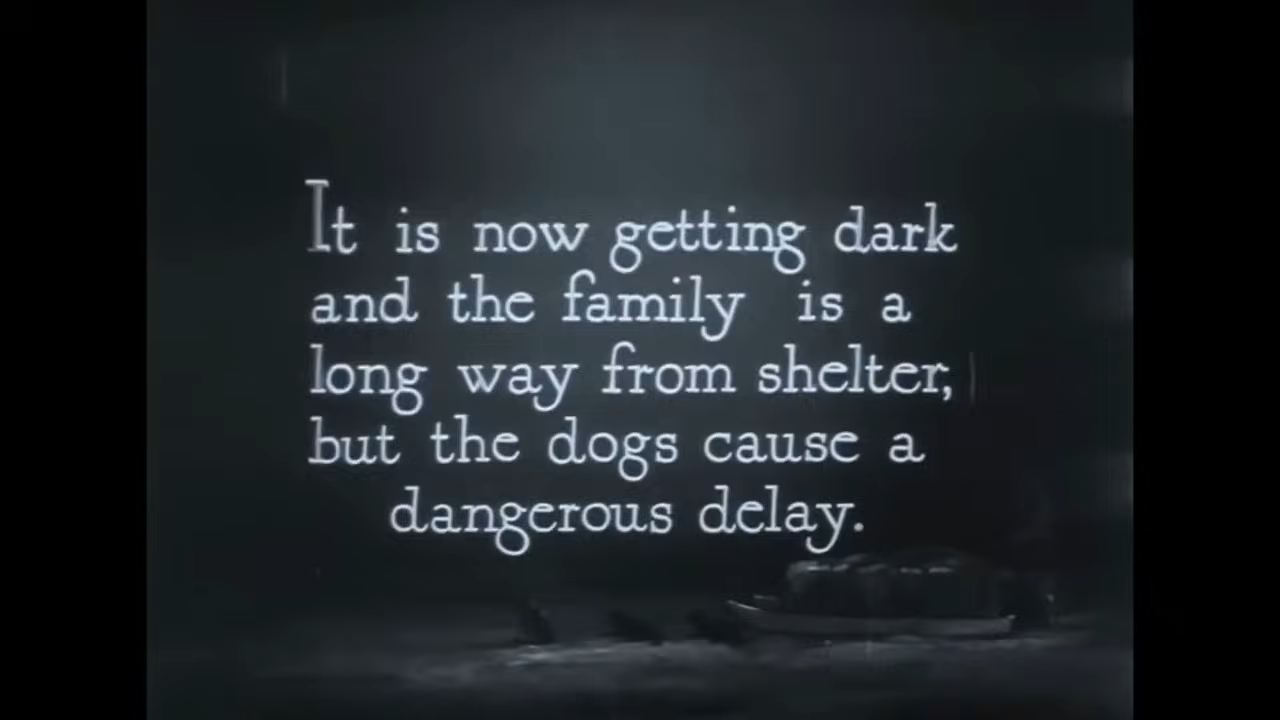 It is now getting dark
and the family is a
long way from shelter,
but the dogs cause a
dangerous delay.